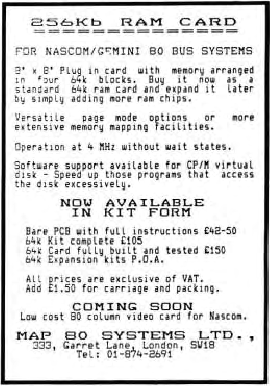 256Kb RAM CARD
FOR NASCOM/GEMINI 80 BUS SYSTEMS
8" x 8" Plug in card with memory arranged
in four 64k blocks. Buy it now as a
standard 64k ram card and expand it later
by simply adding more ram chips.
Versatile page mode options or more
extensive memory mapping facilities.
Operation at 4 MHz without wait states.
Software support available for CP/M virtual
disk - Speed up those programs that access
the disk excessively.
NOW AVAILABLE
IN KIT FORM
Bare PCB with full instructions £42-50
64k Kit complete £105
64k Card fully built and tested £150
64k Expansion kits P.O.A.
All prices are exclusive of VAT.
Add £1.50 for carriage and packing.
COMING SOON
Low cost 80 column video card for Nascom.
MAP 80 SYSTEMS LTD.,
333, Garret Lane, London, SW18
Tel: 01-874-2691